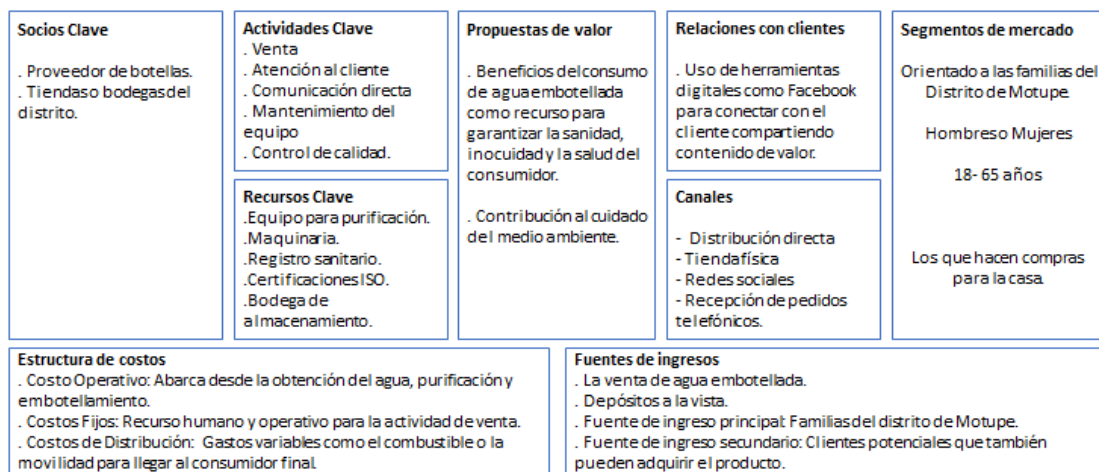 Socios Clave
. Proveedor de botellas.
. Tiendas o bodegas del
distrito.
Actividades Clave
. Venta
. Atención al cliente
. Comunicación directa
. Mantenimiento del
equipo
. Control de calidad.
Recursos Clave
.Equipo para purificación.
.Maquinaria.
.Registro sanitario.
.Certificaciones ISO.
.Bodega de
almacenamiento.
Propuestas de valor
. Beneficios del consumo
de agua embotellada
como recurso para
garantizar la sanidad,
inocuidad y la salud del
consumidor.
. Contribución al cuidado
del medio ambiente.
Relaciones con clientes
. Uso de herramientas
digitales como Facebook
para conectar con el
cliente compartiendo
contenido de valor.
Canales
- Distribución directa
- Tienda física
- Redes sociales
- Recepción de pedidos
telefónicos.
Segmentos de mercado
Orientado a las familias del
Distrito de Motupe.
Hombres o Mujeres
18- 65 años
Los que hacen compras
para la casa.
Estructura de costos
. Costo Operativo: Abarca desde la obtención del agua, purificación y
embotellamiento.
. Costos Fijos: Recurso humano y operativo para la actividad de venta.
. Costos de Distribución: Gastos variables como el combustible o la
movilidad para llegar al consumidor final.
Fuentes de ingresos
. La venta de agua embotellada.
. Depósitos a la vista.
. Fuente de ingreso principal: Familias del distrito de Motupe.
. Fuente de ingreso secundario: Clientes potenciales que también
pueden adquirir el producto.